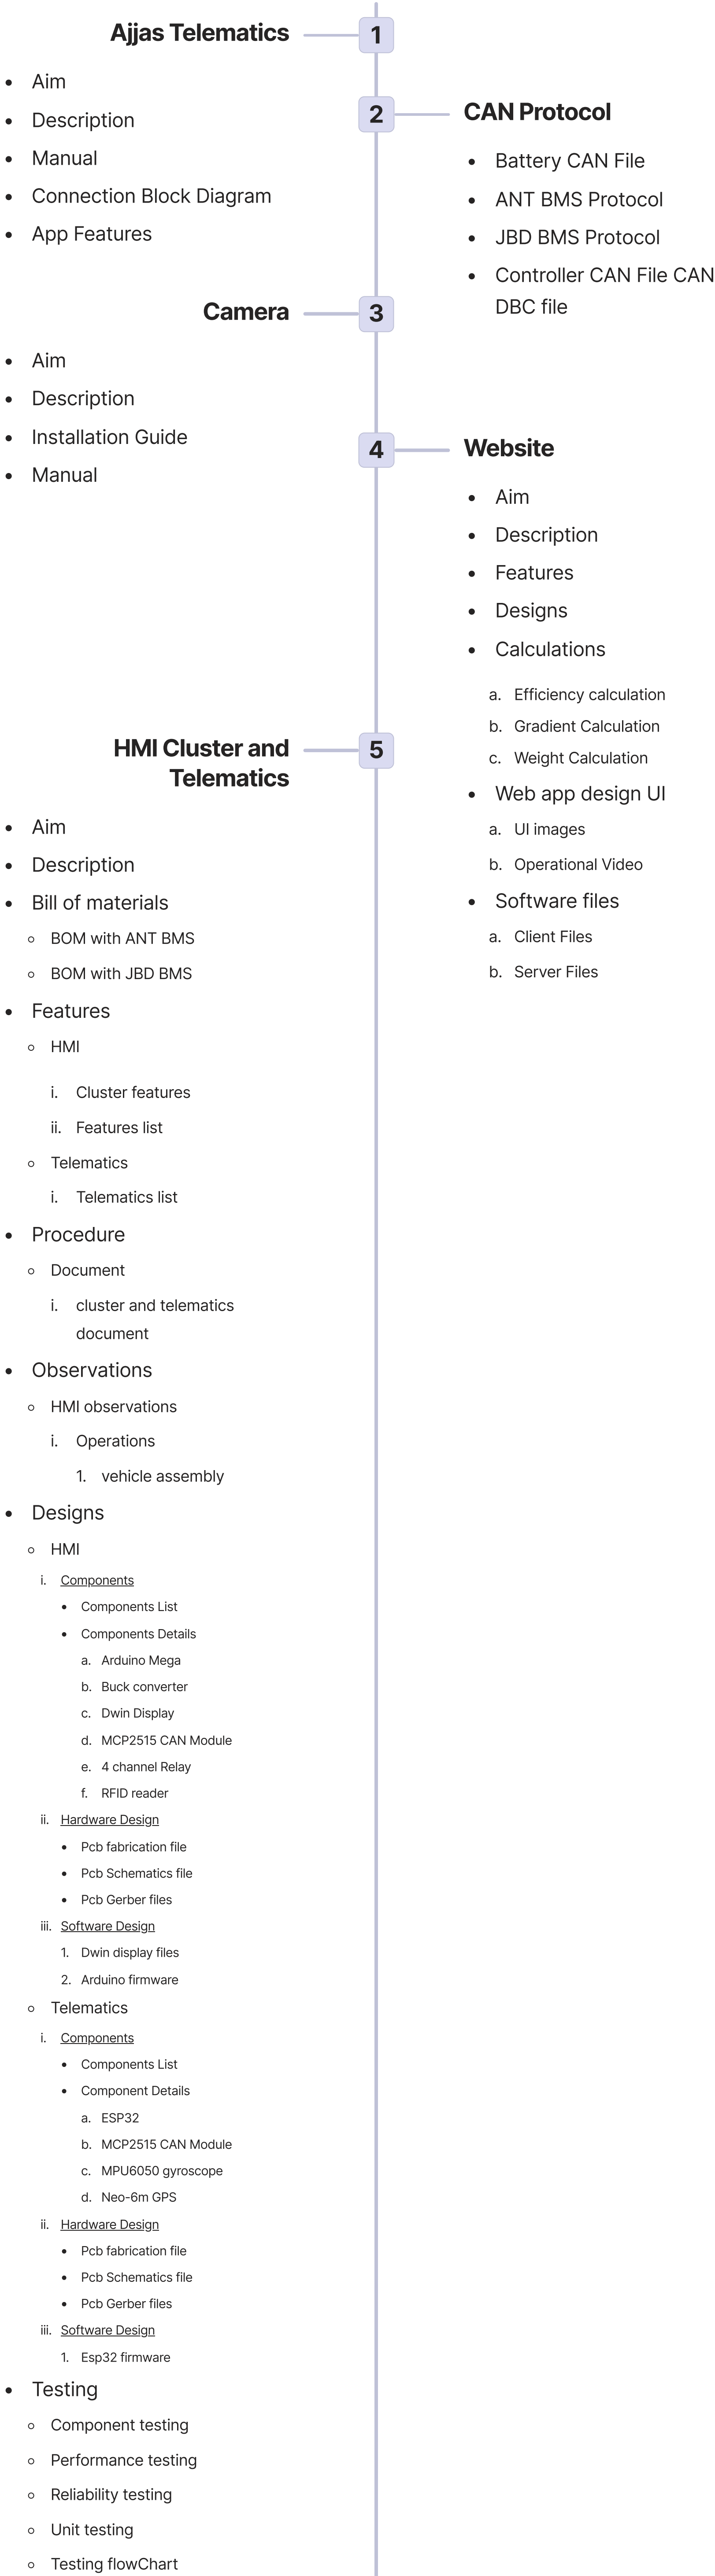 Ajjas Telematics
1
• Aim
• Description
• Manual
• Connection Block Diagram
• App Features
2
CAN Protocol
• Battery CAN File
• ANT BMS Protocol
• JBD BMS Protocol
• Controller CAN File CAN
DBC file
Camera
3
• Aim
• Description
• Installation Guide
• Manual
4
Website
• Aim
• Description
• Features
• Designs
• Calculations
a. Efficiency calculation
b. Gradient Calculation
c. Weight Calculation
• Web app design UI
a. UI images
b. Operational Video
• Software files
a. Client Files
b. Server Files
HMI Cluster and
Telematics
5
• Aim
• Description
• Bill of materials
○ BOM with ANT BMS
○ BOM with JBD BMS
• Features
○ HMI
i. Cluster features
ii. Features list
○ Telematics
i. Telematics list
• Procedure
○ Document
i. cluster and telematics
document
• Observations
○ HMI observations
i. Operations
1. vehicle assembly
• Designs
○ HMI
i. Components
• Components List
• Components Details
a. Arduino Mega
b. Buck converter
c. Dwin Display
d. MCP2515 CAN Module
e. 4 channel Relay
f. RFID reader
ii. Hardware Design
• Pcb fabrication file
• Pcb Schematics file
• Pcb Gerber files
iii. Software Design
1. Dwin display files
2. Arduino firmware
○ Telematics
i. Components
• Components List
• Component Details
a. ESP32
b. MCP2515 CAN Module
c. MPU6050 gyroscope
d. Neo-6m GPS
ii. Hardware Design
• Pcb fabrication file
• Pcb Schematics file
• Pcb Gerber files
iii. Software Design
1. Esp32 firmware
• Testing
○ Component testing
○ Performance testing
○ Reliability testing
○ Unit testing
○ Testing flowChart